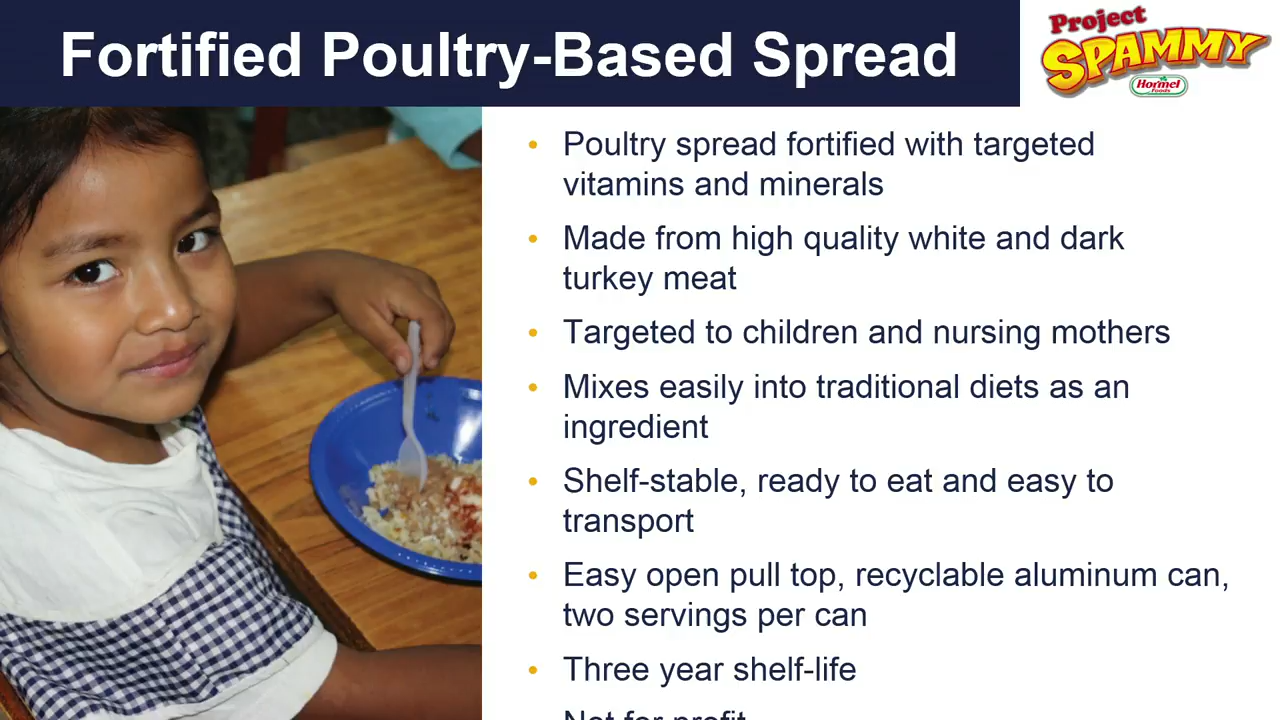 Fortified Poultry-Based Spread
Project
SPAMMY
Hormel
Foods
• Poultry spread fortified with targeted
vitamins and minerals
• Made from high quality white and dark
turkey meat
• Targeted to children and nursing mothers
• Mixes easily into traditional diets as an
ingredient
• Shelf-stable, ready to eat and easy to
transport
• Easy open pull top, recyclable aluminum can,
two servings per can
• Three year shelf-life
Not for profit